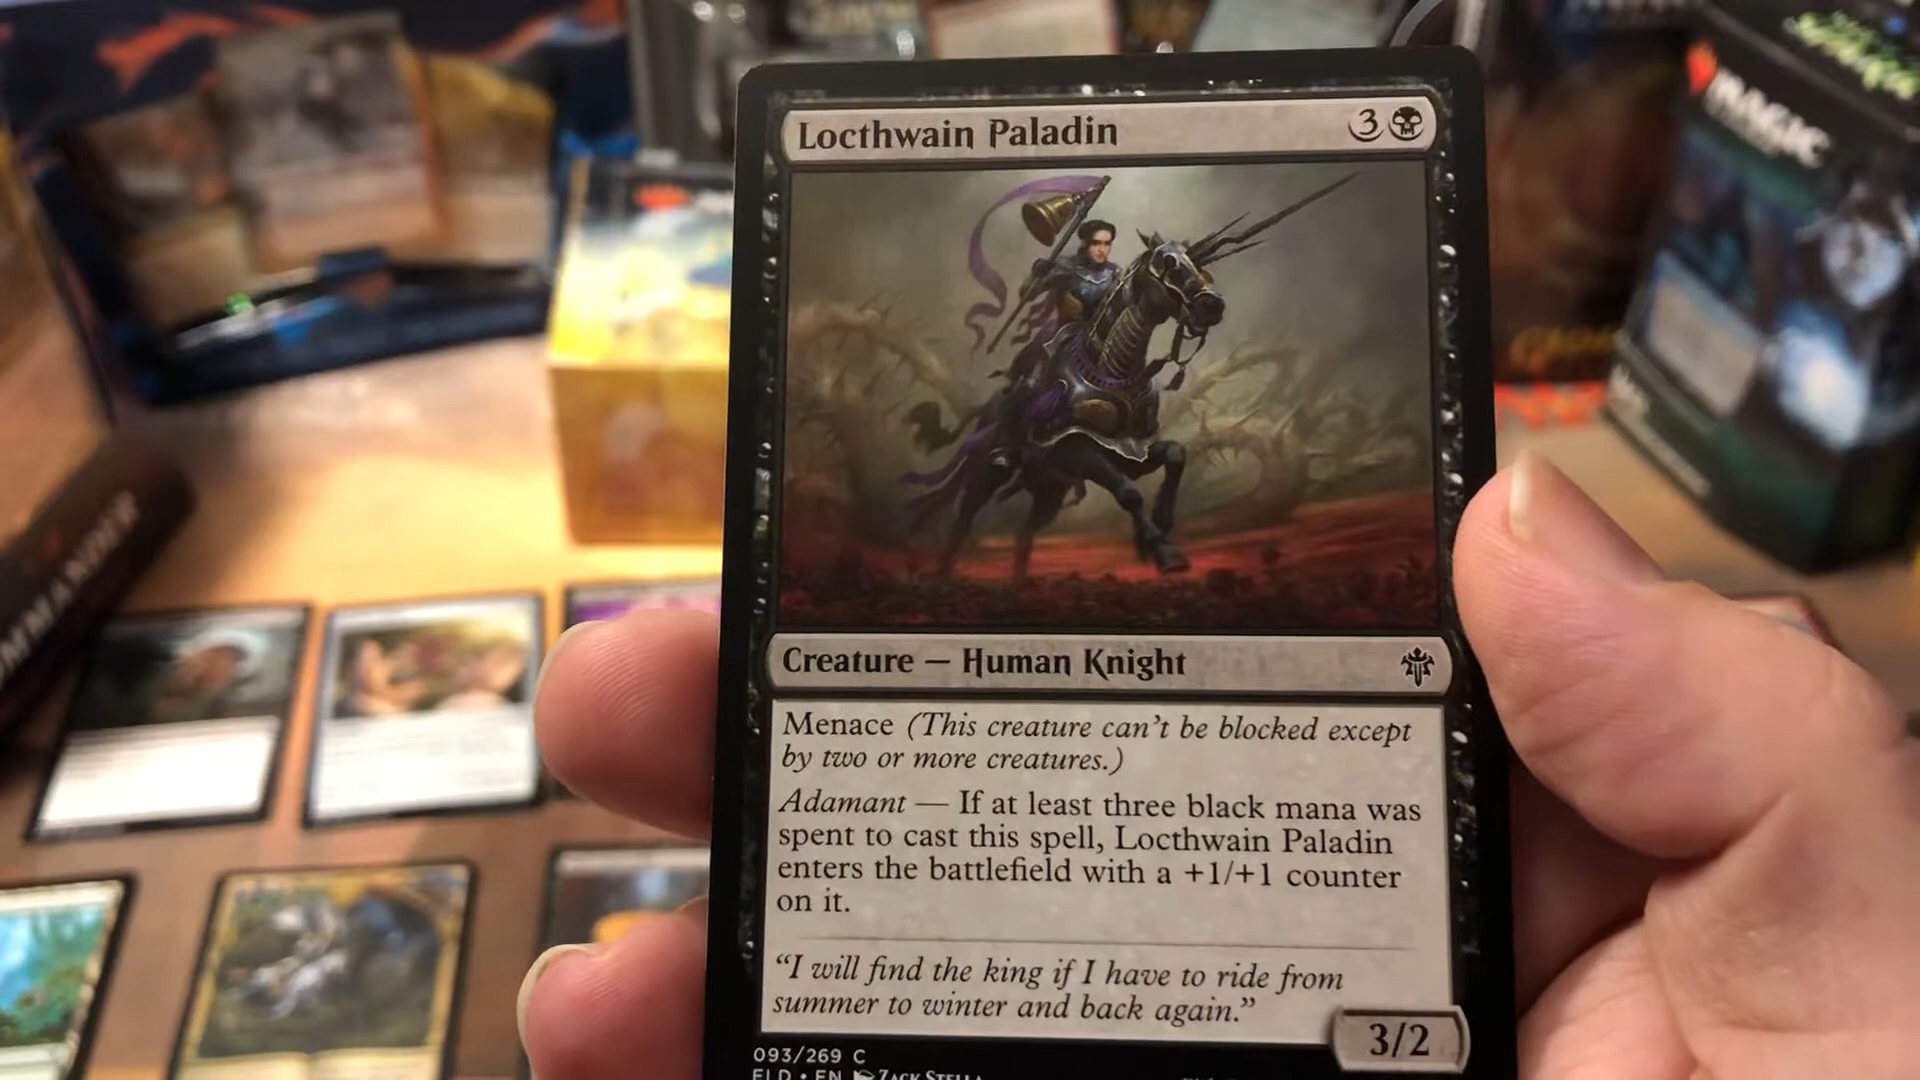 Locthwain Paladin 3
Creature — Human Knight
Menace (This creature can't be blocked except
by two or more creatures.)
Adamant — If at least three black mana was
spent to cast this spell, Locthwain Paladin
enters the battlefield with a +1/+1 counter
on it.
"I will find the king if I have to ride from
summer to winter and back again."
3/2
093/269 C
ELD • EN ZACK STELLA
MAGIC